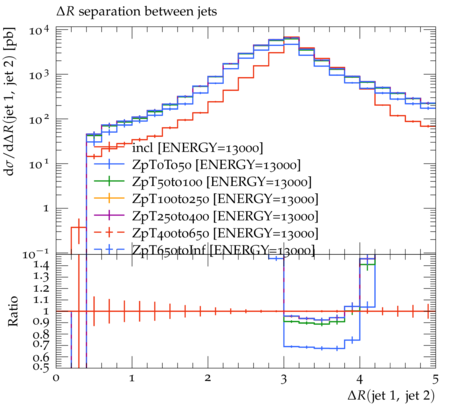 ΔR separation between jets
dσ/dΔR(jet 1, jet 2) [pb]
10⁴
10³
10²
10¹
1
10⁻¹
incl [ENERGY=13000]
ZpT0T050 [ENERGY=13000]
ZpT50to100 [ENERGY=13000]
ZpT100to250 [ENERGY=13000]
ZpT250to400 [ENERGY=13000]
ZpT400to650 [ENERGY=13000]
ZpT650toInf [ENERGY=13000]
Ratio
1.4
1.3
1.2
1.1
1
0.9
0.8
0.7
0.6
0.5
0 1 2 3 4 5
ΔR(jet 1, jet 2)